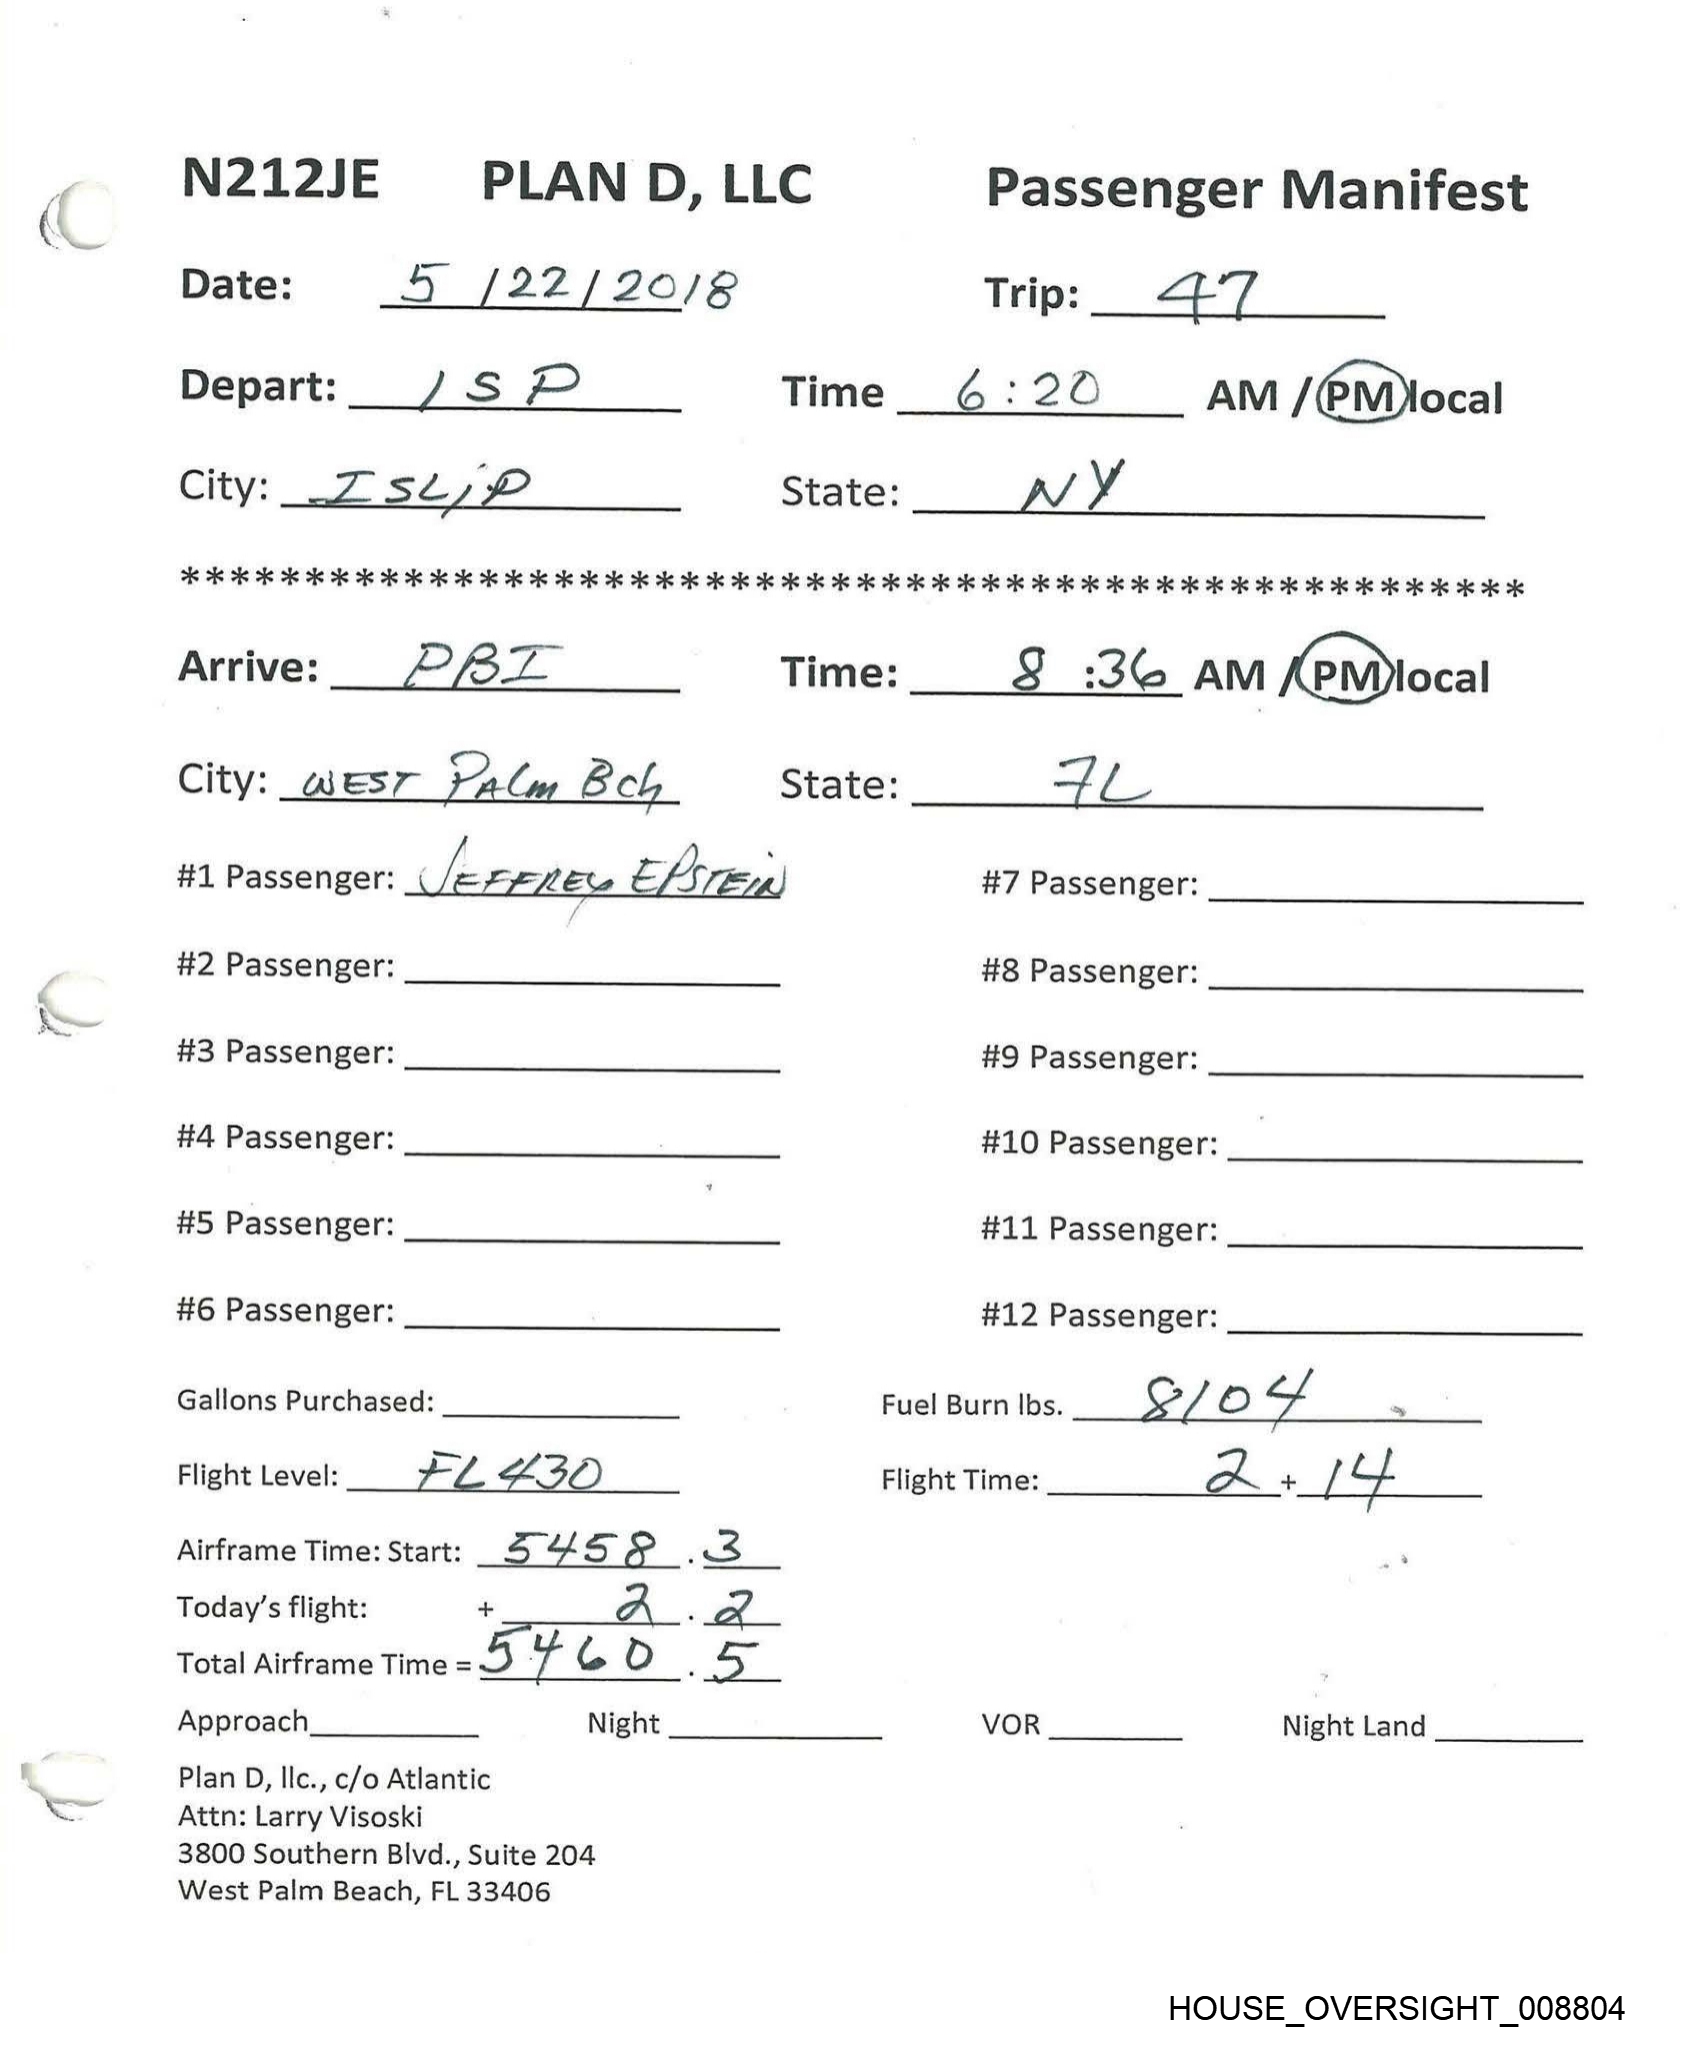 N212JE PLAN D, LLC Passenger Manifest
Date: 5 /22/2018 Trip: 47
Depart: ISP Time 6:20 AM / PM local
City: ISLiP State: NY
******************************************************
Arrive: PBI Time: 8 :36 AM / PM local
City: WEST PALm Bch State: FL
#1 Passenger: JEFFREY EPSTEIN #7 Passenger:
#2 Passenger: #8 Passenger:
#3 Passenger: #9 Passenger:
#4 Passenger: #10 Passenger:
#5 Passenger: #11 Passenger:
#6 Passenger: #12 Passenger:
Gallons Purchased: Fuel Burn lbs. 8104
Flight Level: FL430 Flight Time: 2 + 14
Airframe Time: Start: 5458 . 3
Today's flight: + 2 . 2
Total Airframe Time = 5460 . 5
Approach Night VOR Night Land
Plan D, llc., c/o Atlantic
Attn: Larry Visoski
3800 Southern Blvd., Suite 204
West Palm Beach, FL 33406
HOUSE_OVERSIGHT_008804